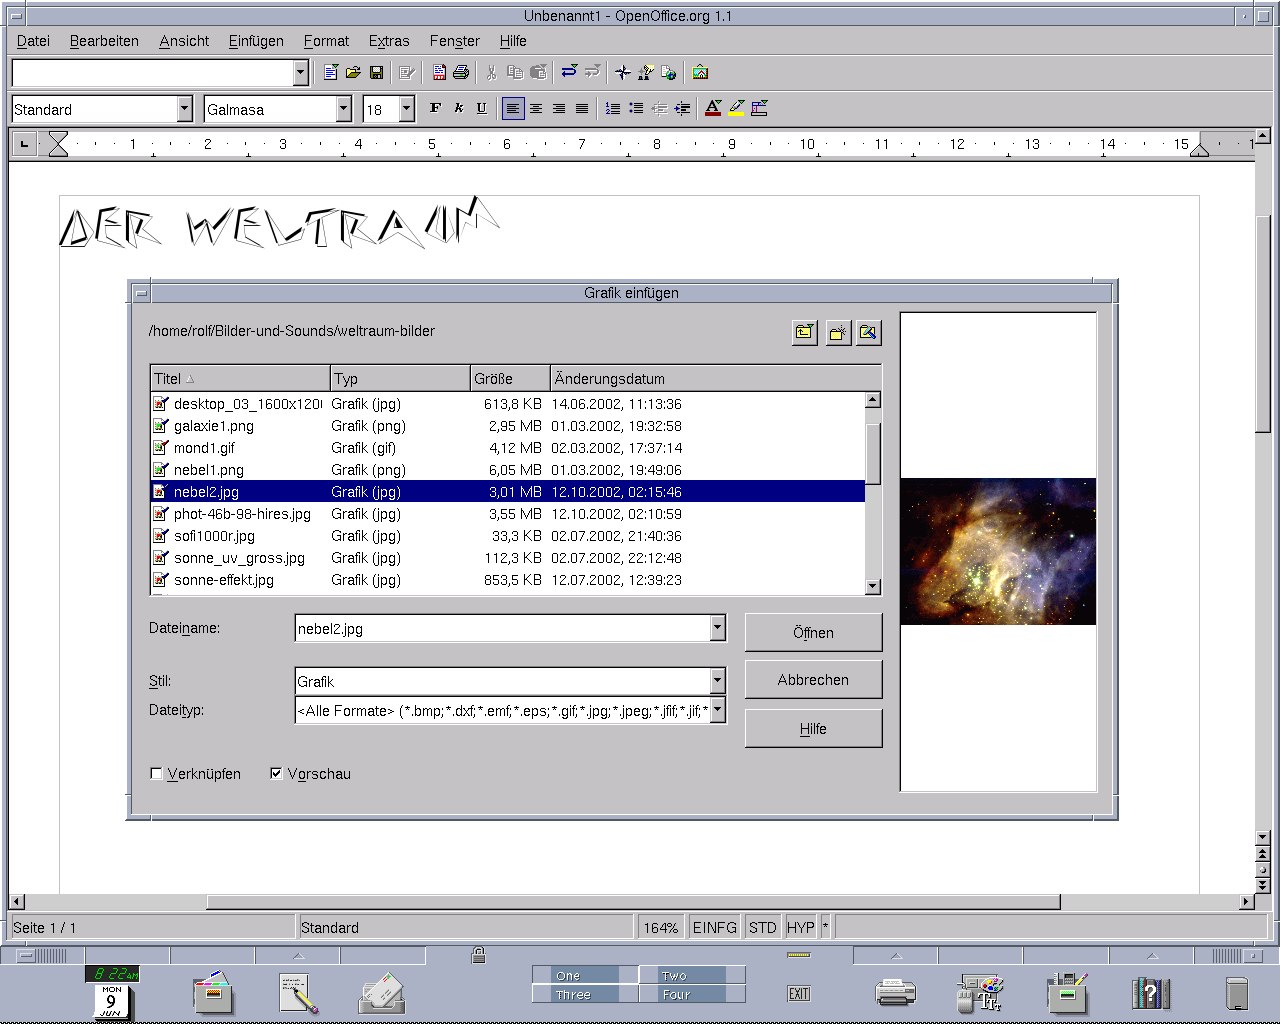 Unbenannt1 - OpenOffice.org 1.1
Datei Bearbeiten Ansicht Einfügen Format Extras Fenster Hilfe
Standard Galmasa 18 F k U
1 2 3 4 5 6 7 8 9 10 11 12 13 14 15 1
DER WELTRAUM
Grafik einfügen
/home/rolf/Bilder-und-Sounds/weltraum-bilder
Titel Typ Größe Änderungsdatum
desktop_03_1600x120 Grafik (jpg) 613,8 KB 14.06.2002, 11:13:36
galaxie1.png Grafik (png) 2,95 MB 01.03.2002, 19:32:58
mond1.gif Grafik (gif) 4,12 MB 02.03.2002, 17:37:14
nebel1.png Grafik (png) 6,05 MB 01.03.2002, 19:49:06
nebel2.jpg Grafik (jpg) 3,01 MB 12.10.2002, 02:15:46
phot-46b-98-hires.jpg Grafik (jpg) 3,55 MB 12.10.2002, 02:10:59
sofi1000r.jpg Grafik (jpg) 33,3 KB 02.07.2002, 21:40:36
sonne_uv_gross.jpg Grafik (jpg) 112,3 KB 02.07.2002, 22:12:48
sonne-effekt.jpg Grafik (jpg) 853,5 KB 12.07.2002, 12:39:23
Dateiname: nebel2.jpg Öffnen
Stil: Grafik Abbrechen
Dateityp: <Alle Formate> (*.bmp;*.dxf;*.emf;*.eps;*.gif;*.jpg;*.jpeg;*.jfif;*.jif;*
Hilfe
Verknüpfen Vorschau
Seite 1 / 1 Standard 164% EINFG STD HYP *
8:22AM
MON
9
JUN
One Two
Three Four
EXIT